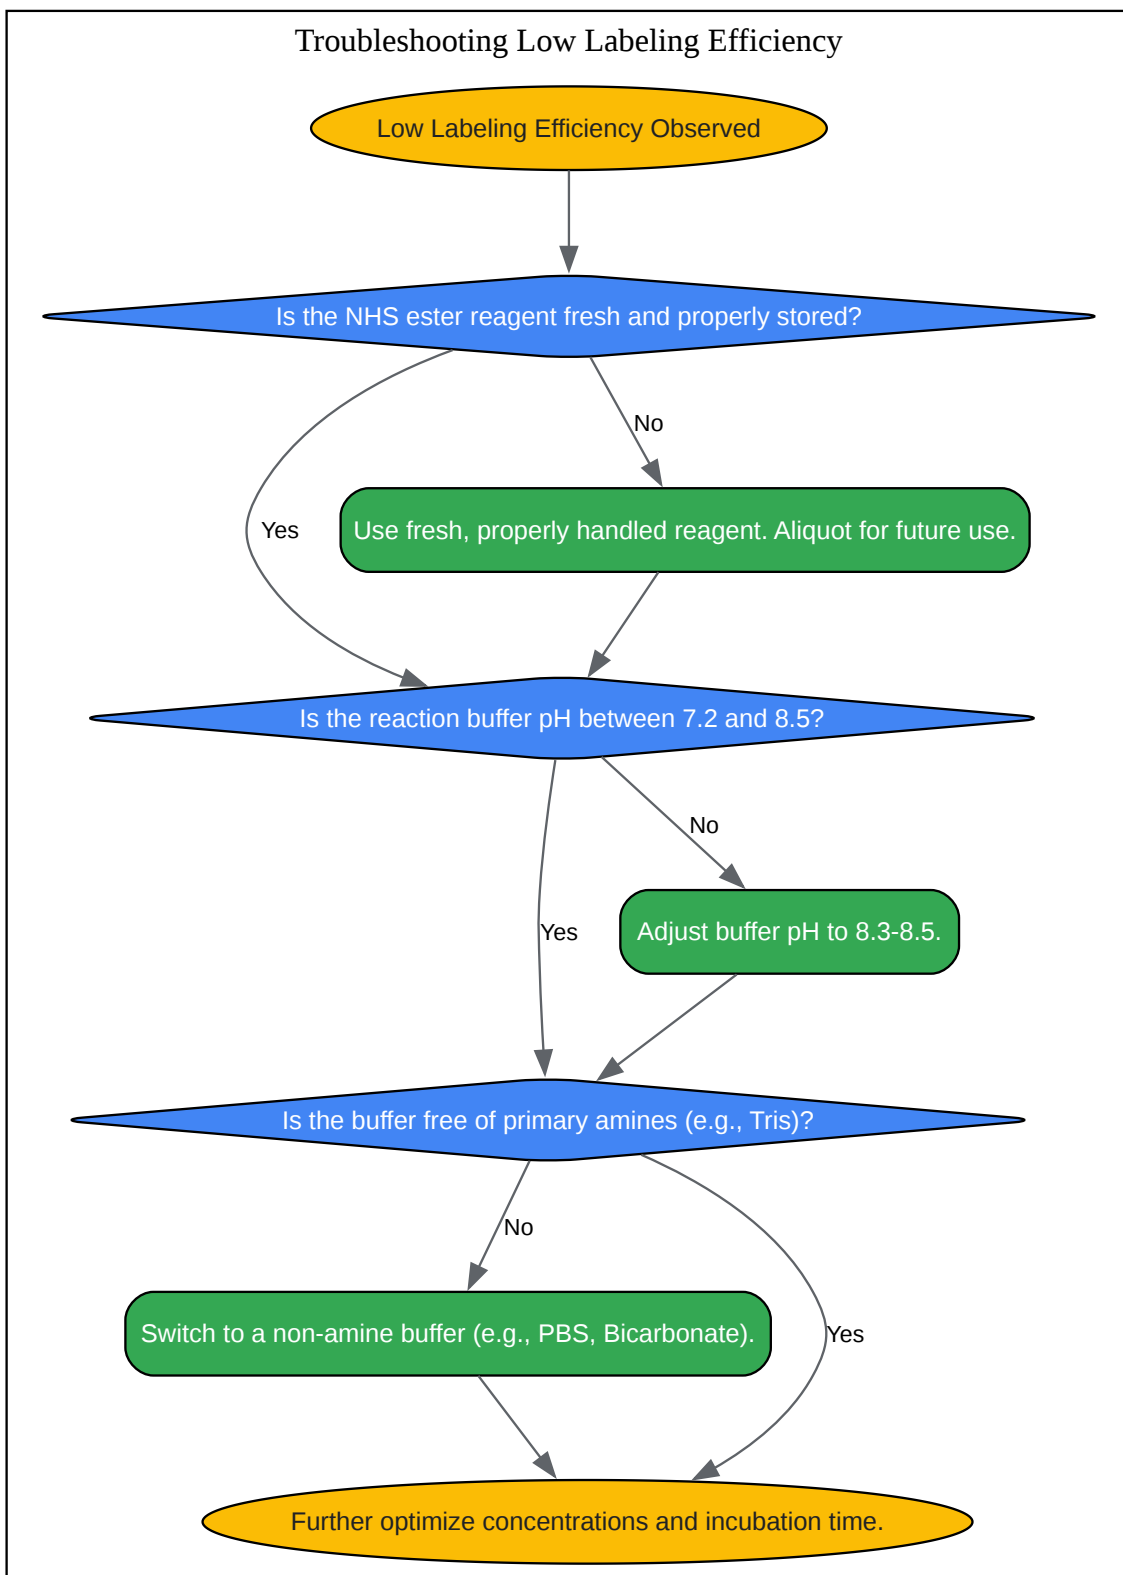 Troubleshooting Low Labeling Efficiency
Low Labeling Efficiency Observed
Is the NHS ester reagent fresh and properly stored?
No
Yes
Use fresh, properly handled reagent. Aliquot for future use.
Is the reaction buffer pH between 7.2 and 8.5?
No
Yes
Adjust buffer pH to 8.3-8.5.
Is the buffer free of primary amines (e.g., Tris)?
No
Switch to a non-amine buffer (e.g., PBS, Bicarbonate).
Yes
Further optimize concentrations and incubation time.